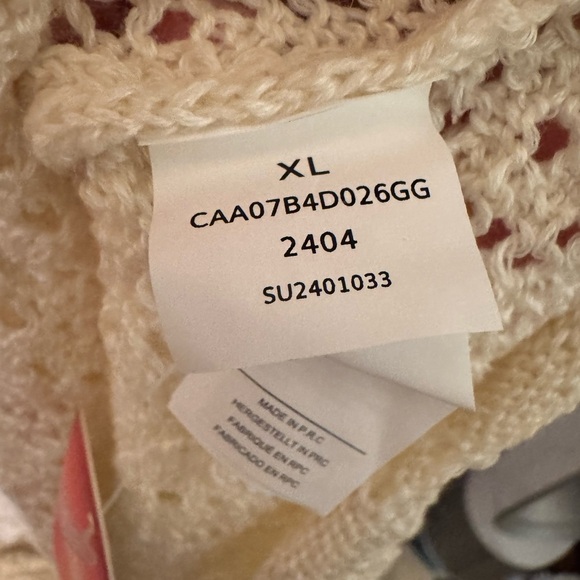 XL
CAA07B4D026GG
2404
SU2401033
MADE IN P.R.C
HERGESTELLT IN PRC
FABRIQUE EN RPC
FABRICADO EN RPC